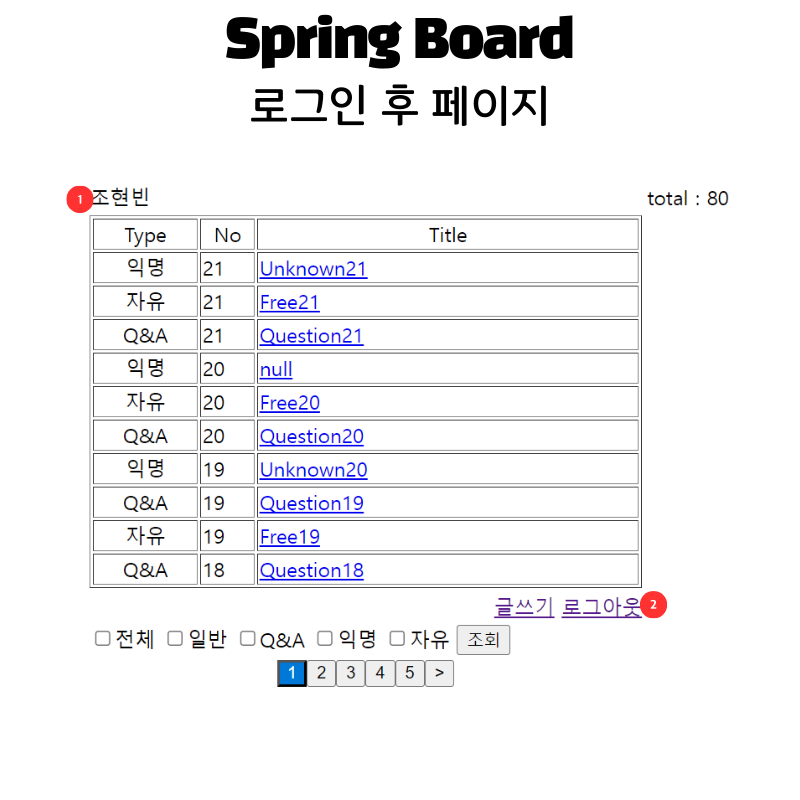 Spring Board
로그인 후 페이지
1 조현빈 total : 80
Type No Title
익명 21 Unknown21
자유 21 Free21
Q&A 21 Question21
익명 20 null
자유 20 Free20
Q&A 20 Question20
익명 19 Unknown20
Q&A 19 Question19
자유 19 Free19
Q&A 18 Question18
글쓰기 로그아웃 2
전체 일반 Q&A 익명 자유 조회
1 2 3 4 5 >